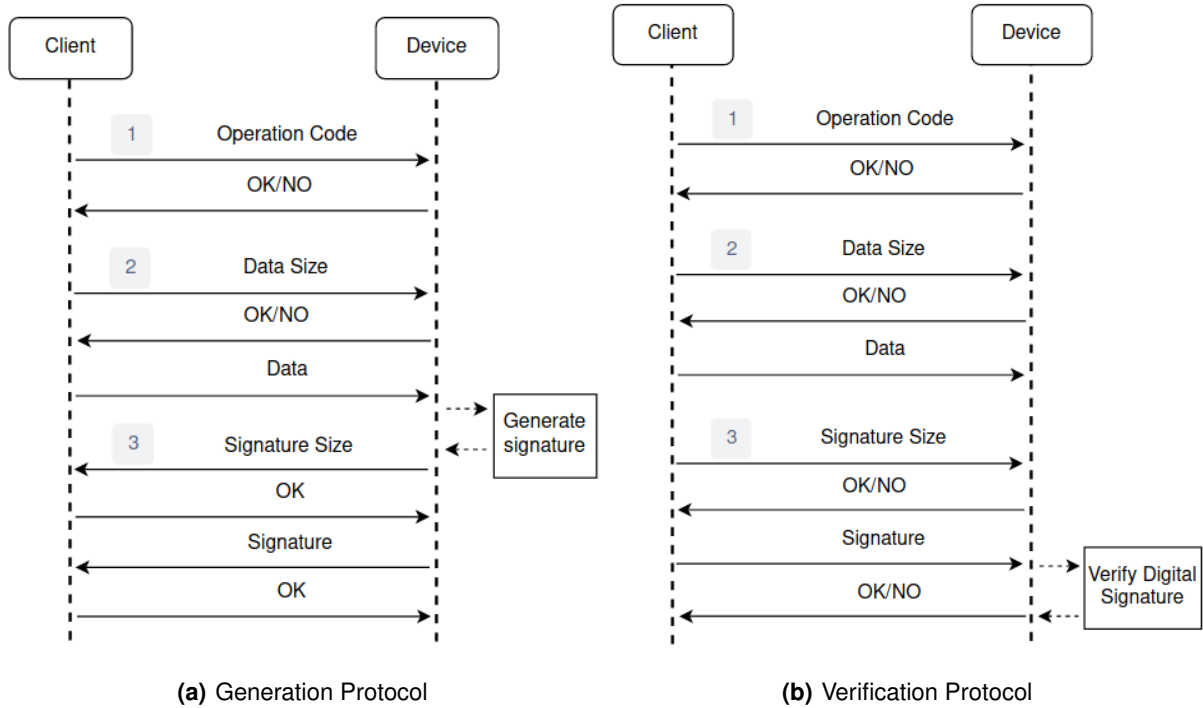 Client
Device
1
Operation Code
OK/NO
2
Data Size
OK/NO
Data
Generate
signature
3
Signature Size
OK
Signature
OK
(a) Generation Protocol
Client
Device
1
Operation Code
OK/NO
2
Data Size
OK/NO
Data
3
Signature Size
OK/NO
Signature
Verify Digital
Signature
OK/NO
(b) Verification Protocol